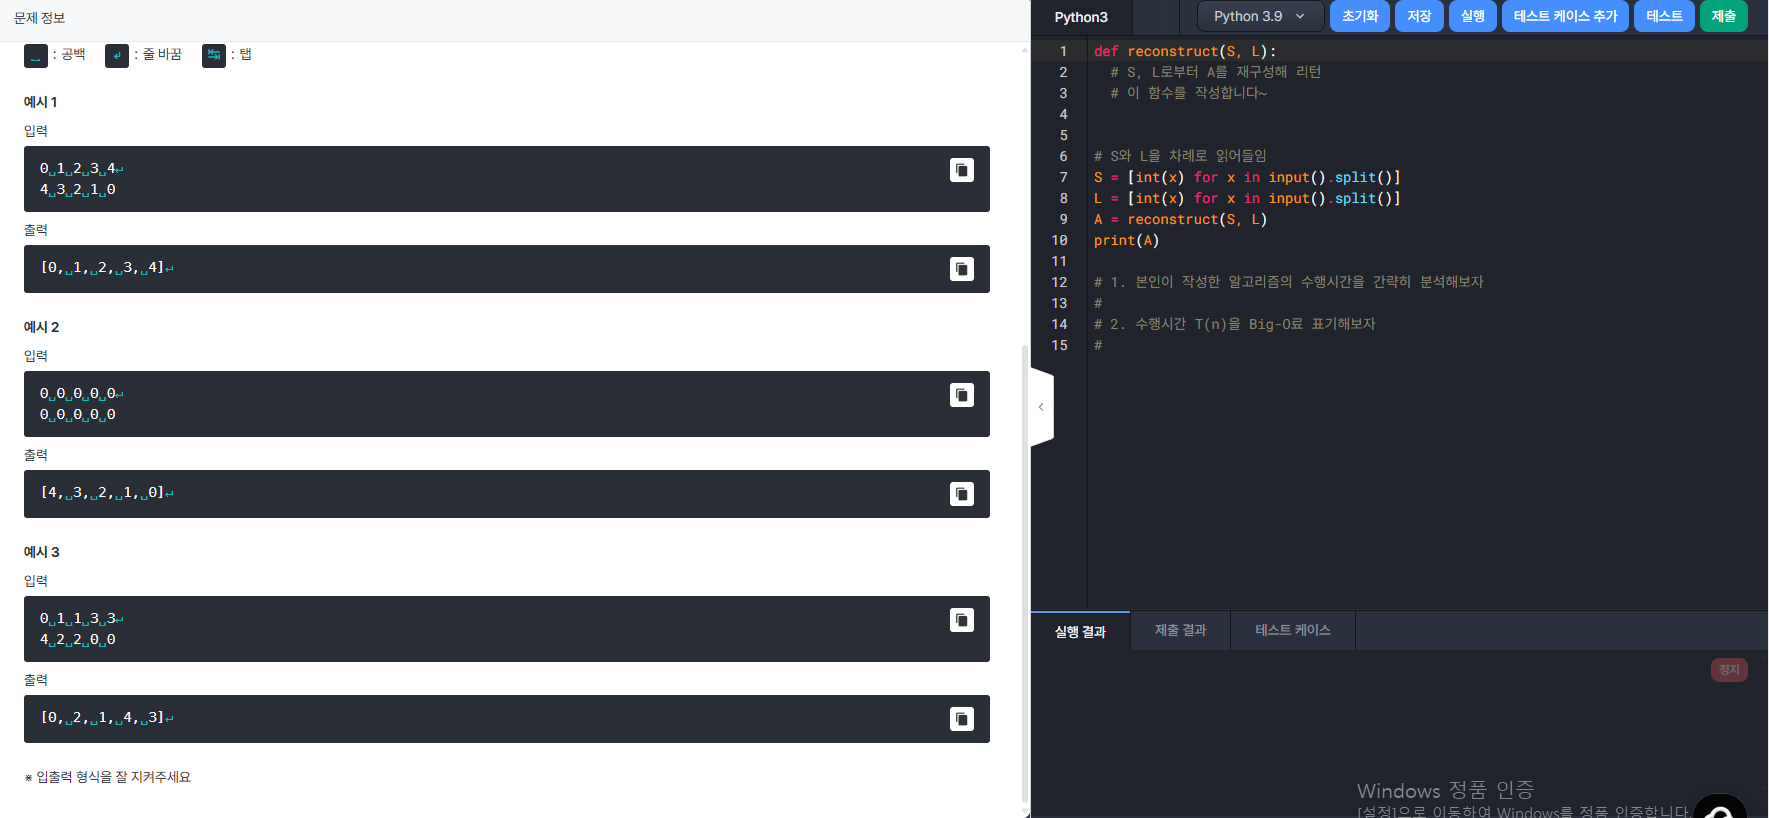 문제 정보
␣ : 공백 ↵ : 줄 바꿈 ↹ : 탭
예시 1
입력
0␣1␣2␣3␣4↵
4␣3␣2␣1␣0
출력
[0,␣1,␣2,␣3,␣4]↵
예시 2
입력
0␣0␣0␣0␣0↵
0␣0␣0␣0␣0
출력
[4,␣3,␣2,␣1,␣0]↵
예시 3
입력
0␣1␣1␣3␣3↵
4␣2␣2␣0␣0
출력
[0,␣2,␣1,␣4,␣3]↵
※ 입출력 형식을 잘 지켜주세요
Python3 Python 3.9 초기화 저장 실행 테스트 케이스 추가 테스트 제출
1 def reconstruct(S, L):
2 # S, L로부터 A를 재구성해 리턴
3 # 이 함수를 작성합니다~
4
5
6 # S와 L을 차례로 읽어들임
7 S = [int(x) for x in input().split()]
8 L = [int(x) for x in input().split()]
9 A = reconstruct(S, L)
10 print(A)
11
12 # 1. 본인이 작성한 알고리즘의 수행시간을 간략히 분석해보자
13 #
14 # 2. 수행시간 T(n)을 Big-O료 표기해보자
15 #
실행 결과 제출 결과 테스트 케이스
정지
Windows 정품 인증
[설정]으로 이동하여 Windows를 정품 인증합니다.